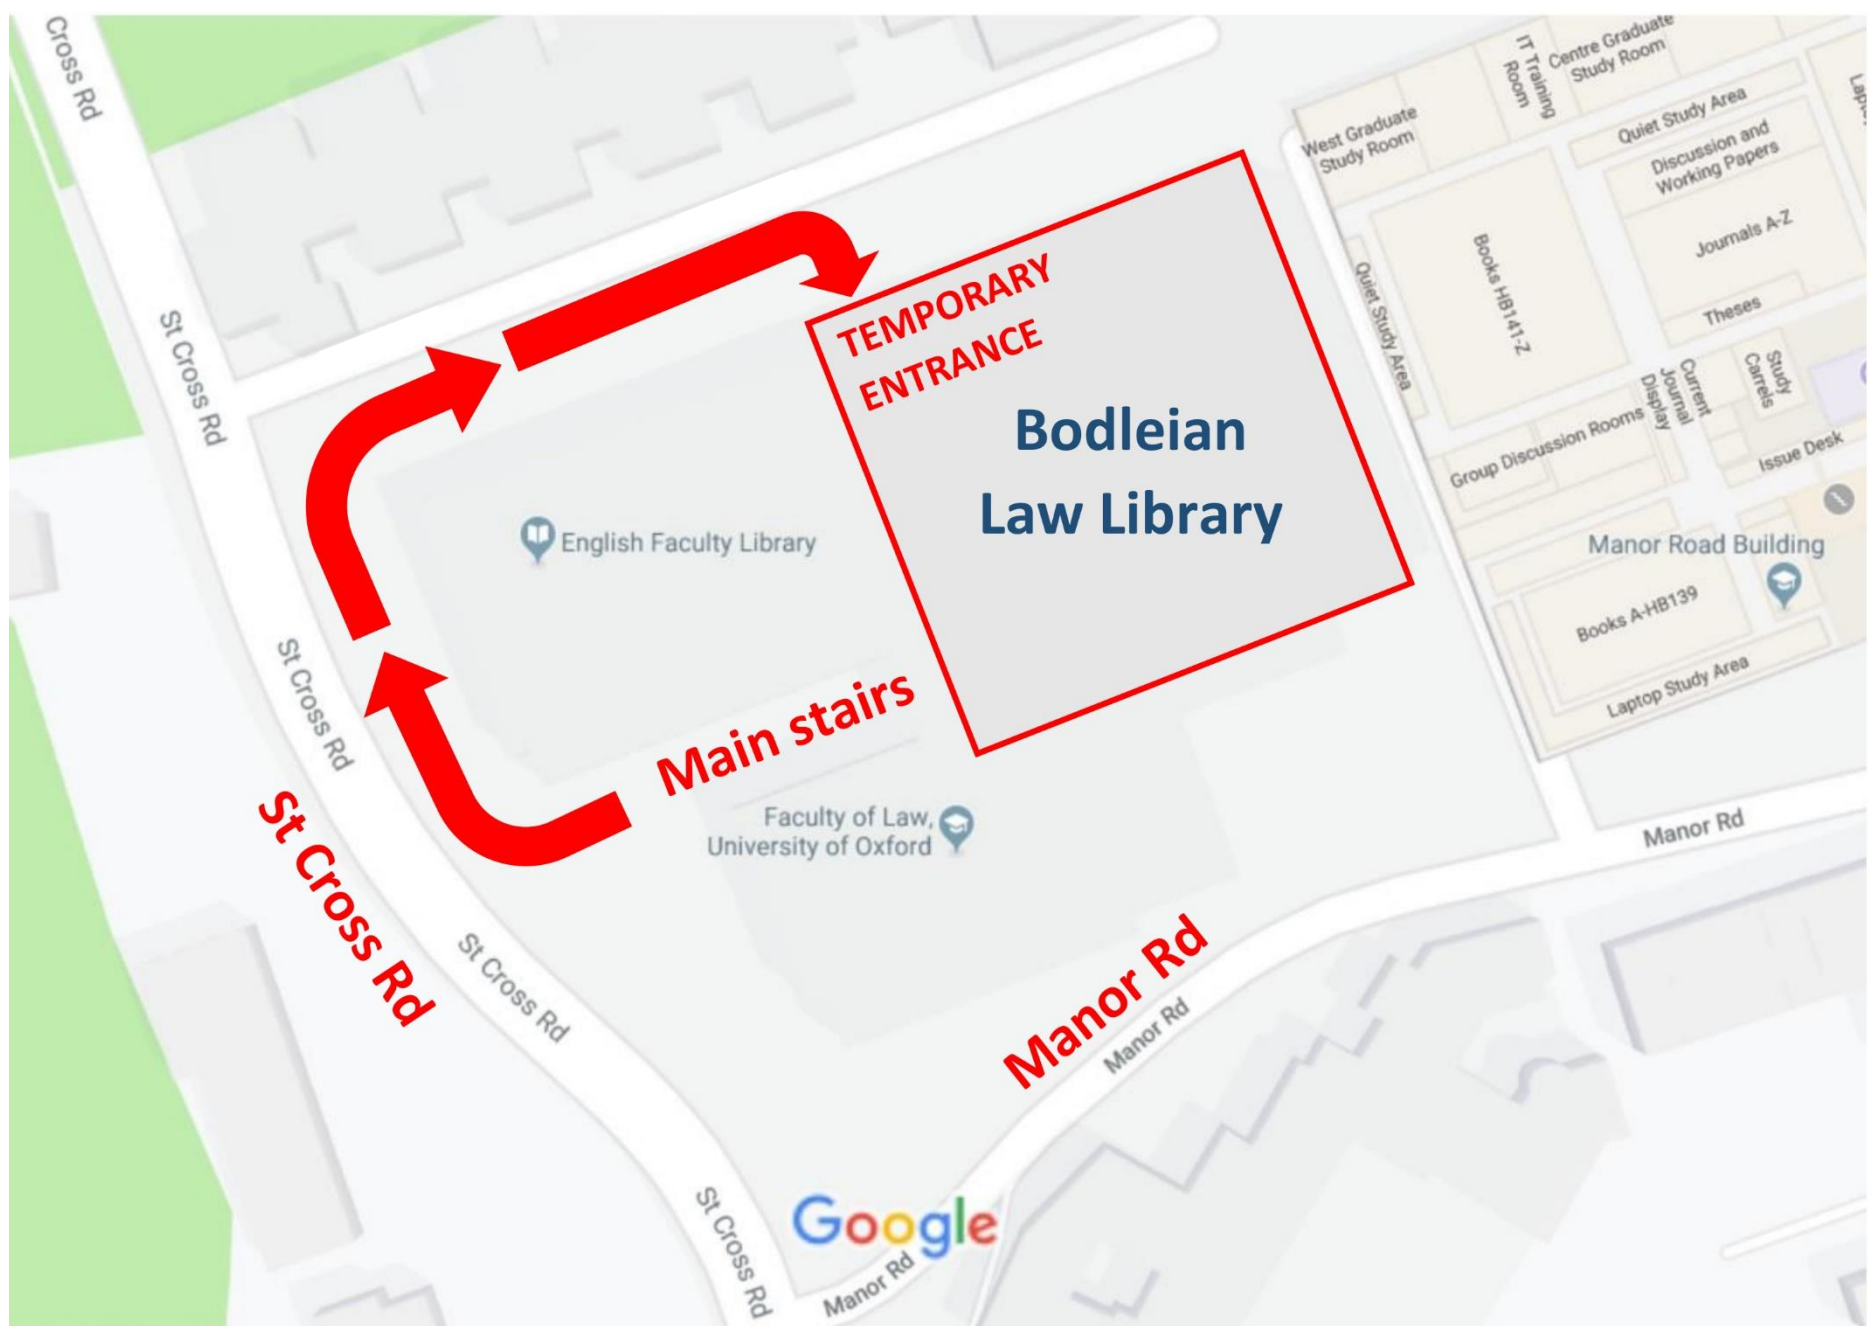 Cross Rd
IT Training
Room
Centre Graduate
Study Room
West Graduate
Study Room
Quiet Study Area
Discussion and
Working Papers
Journals A-Z
Theses
Books HB141-Z
Quiet Study Area
Study
Carrels
Current
Journal
Display
Group Discussion Rooms
Issue Desk
Manor Road Building
Books A-HB139
Laptop Study Area
St Cross Rd
TEMPORARY
ENTRANCE
Bodleian
Law Library
English Faculty Library
St Cross Rd
Main stairs
Faculty of Law,
University of Oxford
St Cross Rd
Manor Rd
Manor Rd
Manor Rd
St Cross Rd
St Cross Rd
Google
Manor Rd